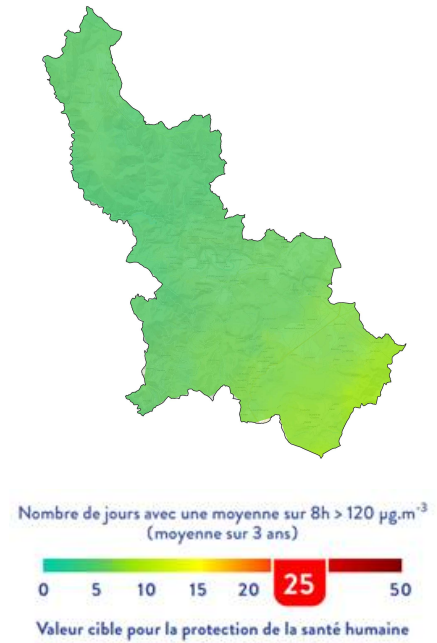 Nombre de jours avec une moyenne sur 8h > 120 µg.m⁻³
(moyenne sur 3 ans)
0 5 10 15 20 25 50
Valeur cible pour la protection de la santé humaine